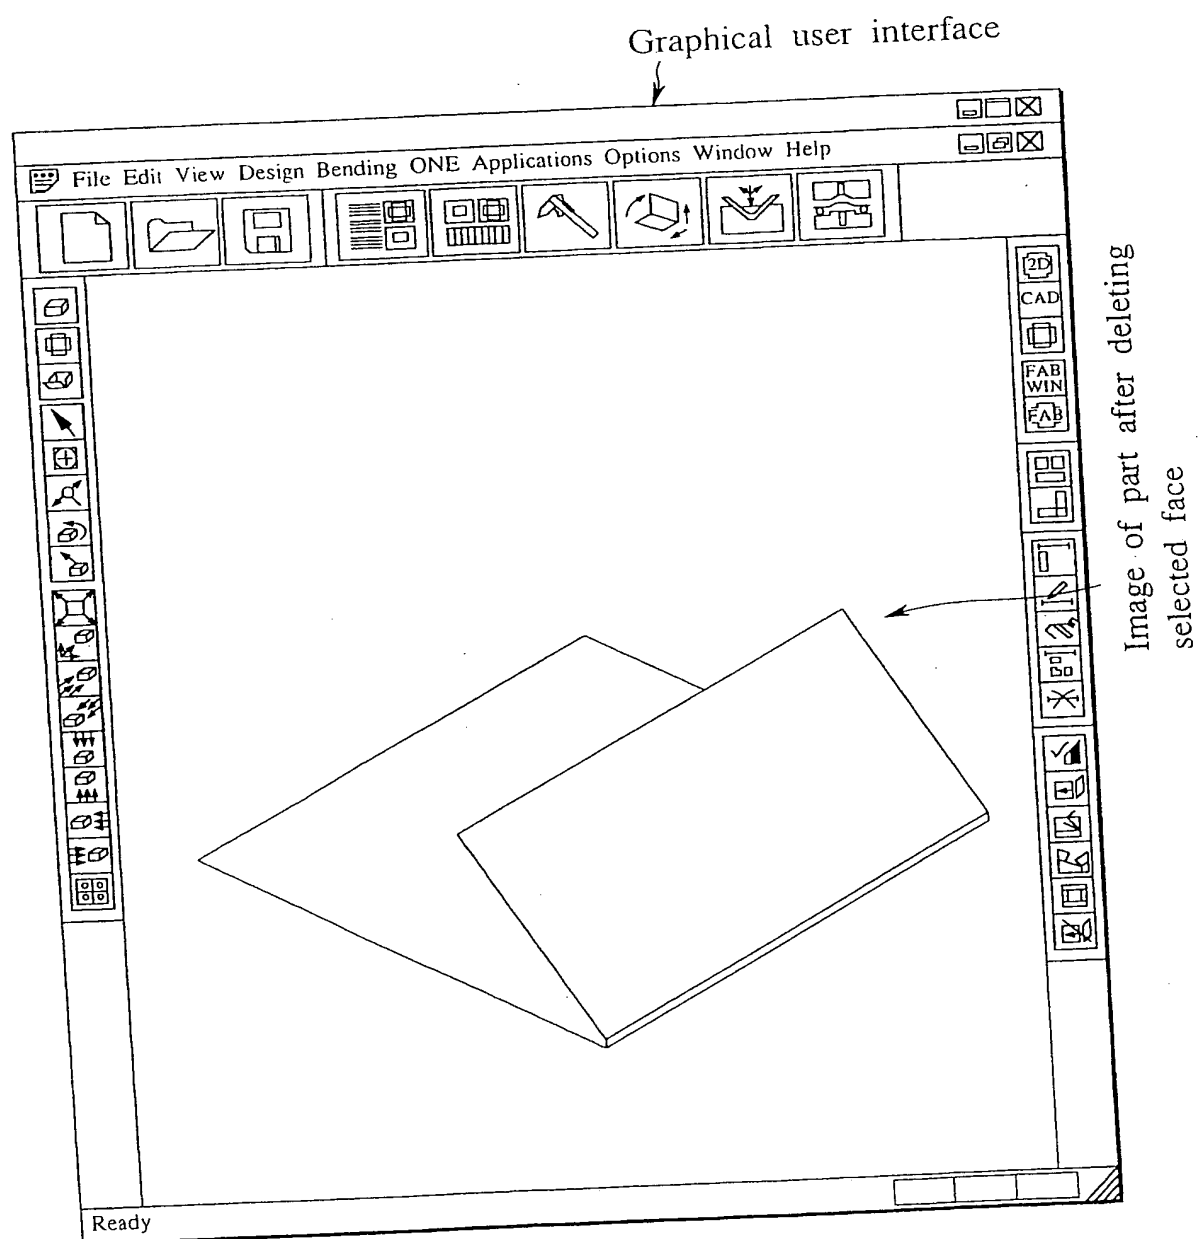 Graphical user interface
File Edit View Design Bending ONE Applications Options Window Help
2D
CAD
FAB
WIN
FAB
Image of part after deleting
selected face
Ready